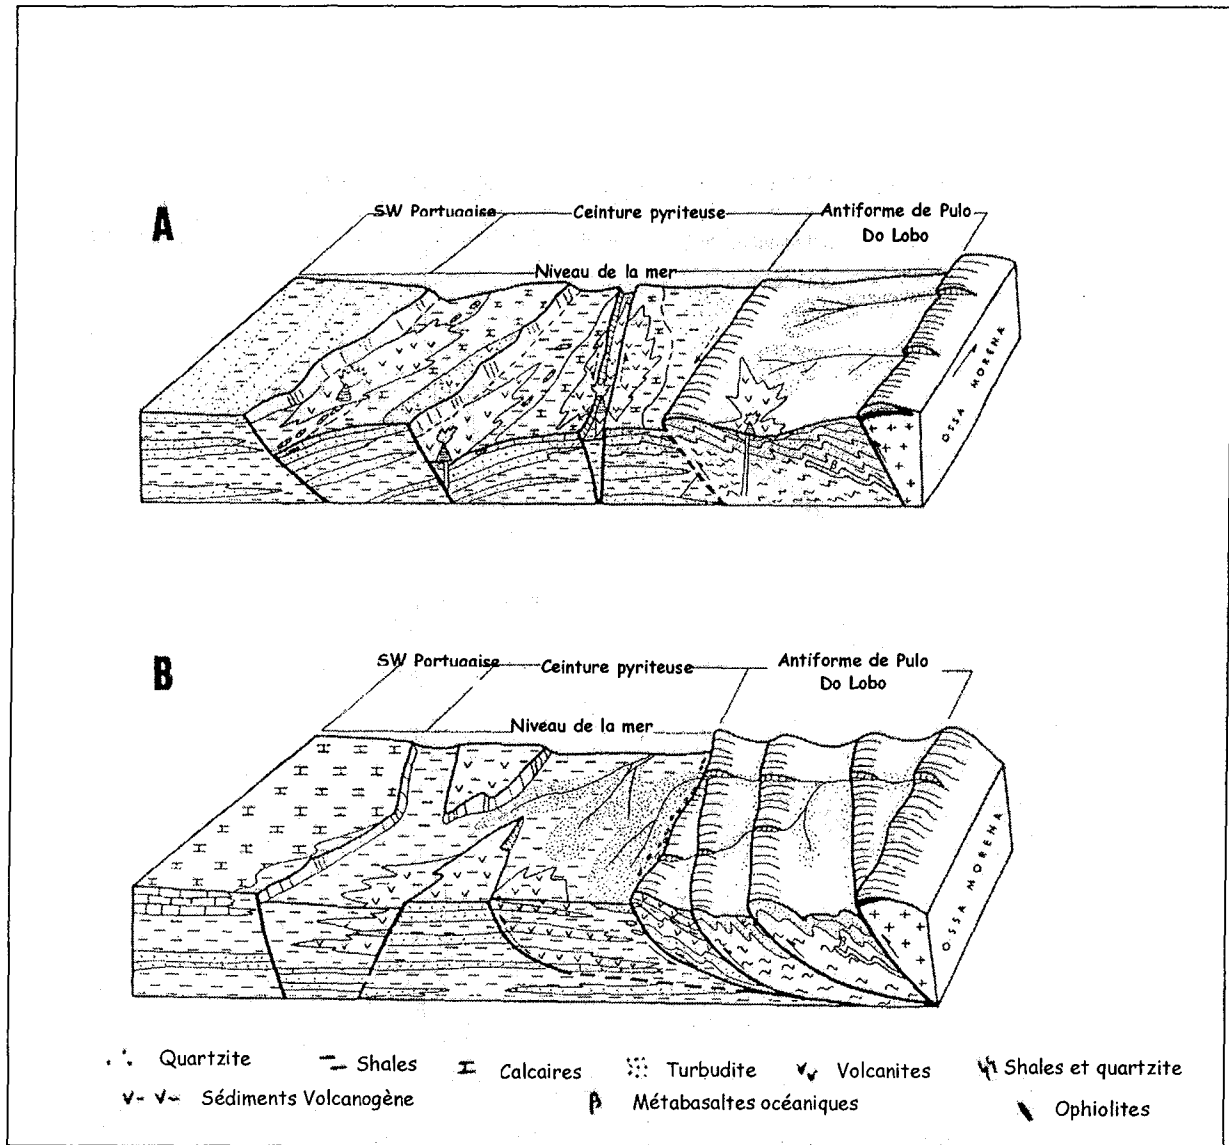 A
SW Portugaise
Ceinture pyriteuse
Antiforme de Pulo
Do Lobo
Niveau de la mer
OSSA MORENA
B
SW Portugaise
Ceinture pyriteuse
Antiforme de Pulo
Do Lobo
Niveau de la mer
OSSA MORENA
Quartzite
Shales
Calcaires
Turbudite
Volcanites
Shales et quartzite
Sédiments Volcanogène
β Métabasaltes océaniques
Ophiolites